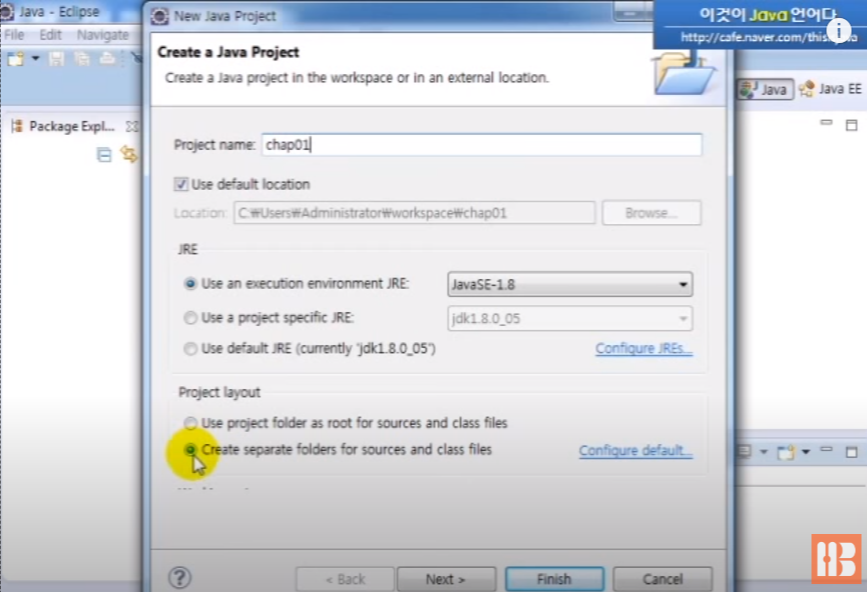 Java - Eclipse
New Java Project
이것이 Java 언어다
http://cafe.naver.com/this
File Edit Navigate
Create a Java Project
Create a Java project in the workspace or in an external location.
Java
Java EE
Package Expl...
Project name: chap01
Use default location
Location: C:₩Users₩Administrator₩workspace₩chap01 Browse...
JRE
Use an execution environment JRE: JavaSE-1.8
Use a project specific JRE: jdk1.8.0_05
Use default JRE (currently 'jdk1.8.0_05') Configure JREs...
Project layout
Use project folder as root for sources and class files
Create separate folders for sources and class files Configure default...
? < Back Next > Finish Cancel